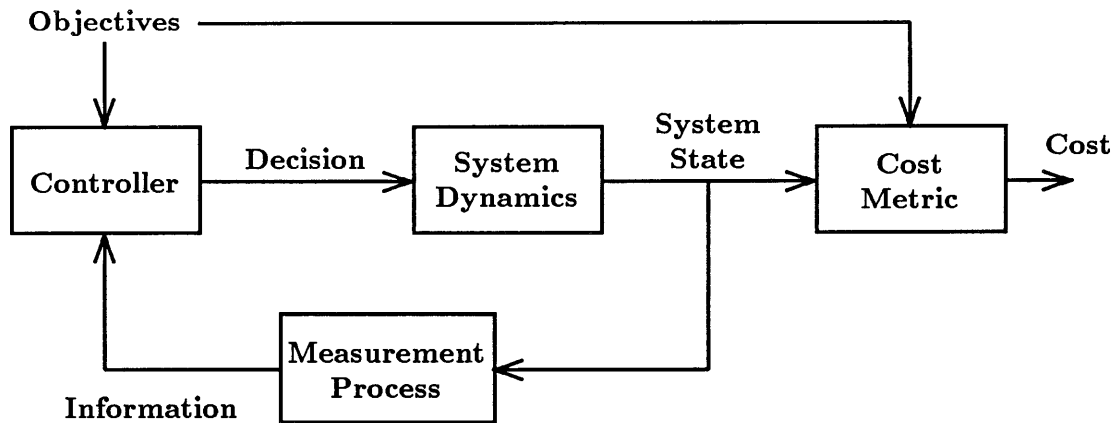 Objectives
Controller
Decision
System
Dynamics
System
State
Cost
Metric
Cost
Measurement
Process
Information